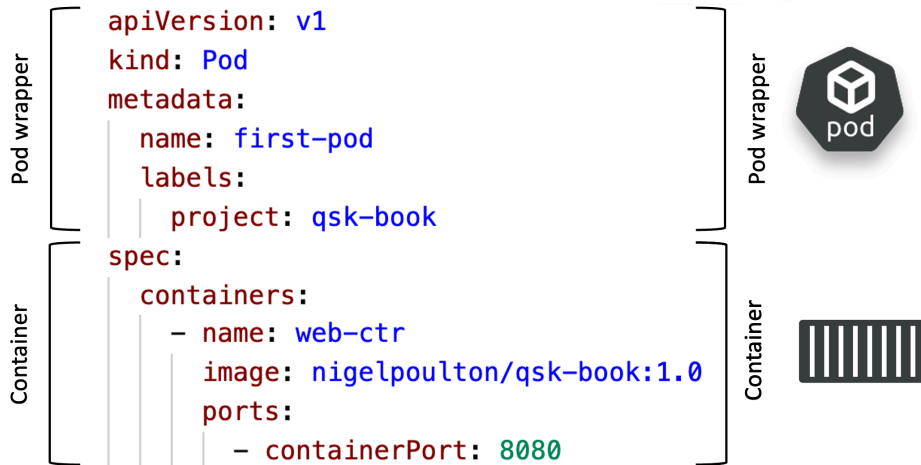 apiVersion: v1
kind: Pod
metadata:
name: first-pod
labels:
project: qsk-book
spec:
containers:
- name: web-ctr
image: nigelpoulton/qsk-book:1.0
ports:
- containerPort: 8080
Pod wrapper
Container
Pod wrapper
Container
pod